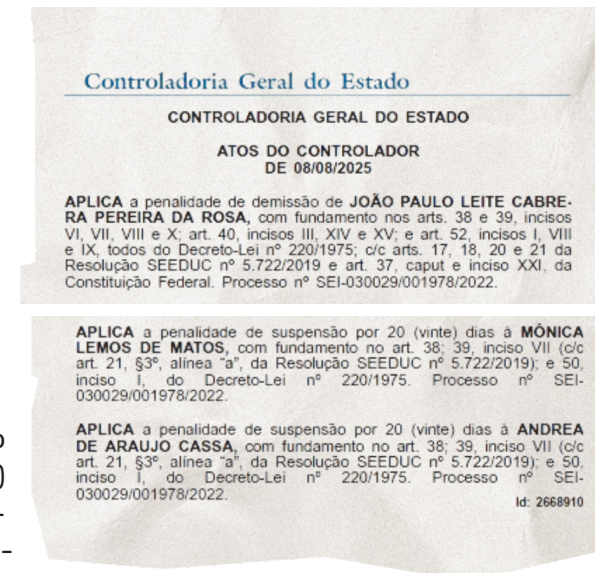 Controladoria Geral do Estado
CONTROLADORIA GERAL DO ESTADO
ATOS DO CONTROLADOR
DE 08/08/2025
APLICA a penalidade de demissão de JOÃO PAULO LEITE CABRE-
RA PEREIRA DA ROSA, com fundamento nos arts. 38 e 39, incisos
VI, VII, VIII e X; art. 40, incisos III, XIV e XV; e art. 52, incisos I, VIII
e IX, todos do Decreto-Lei nº 220/1975; c/c arts. 17, 18, 20 e 21 da
Resolução SEEDUC nº 5.722/2019 e art. 37, caput e inciso XXI, da
Constituição Federal. Processo nº SEI-030029/001978/2022.
APLICA a penalidade de suspensão por 20 (vinte) dias à MÔNICA
LEMOS DE MATOS, com fundamento no art. 38; 39, inciso VII (c/c
art. 21, §3º, alínea "a", da Resolução SEEDUC nº 5.722/2019); e 50,
inciso I, do Decreto-Lei nº 220/1975. Processo nº SEI-
030029/001978/2022.
APLICA a penalidade de suspensão por 20 (vinte) dias à ANDREA
DE ARAUJO CASSA, com fundamento no art. 38; 39, inciso VII (c/c
art. 21, §3º, alínea "a", da Resolução SEEDUC nº 5.722/2019); e 50,
inciso I, do Decreto-Lei nº 220/1975. Processo nº SEI-
030029/001978/2022.
Id: 2668910